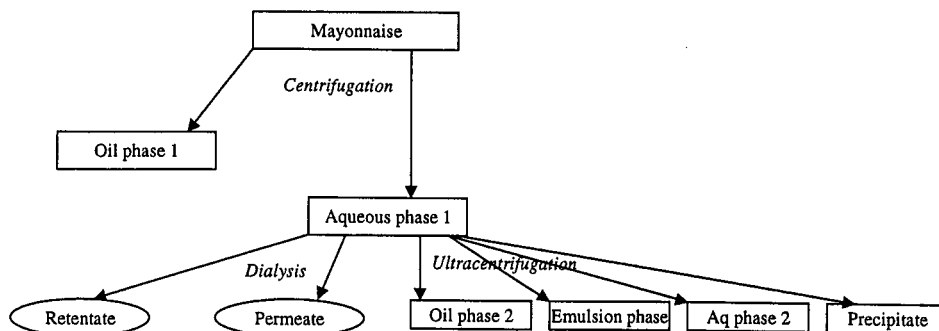 Mayonnaise
Centrifugation
Oil phase 1
Aqueous phase 1
Dialysis
Ultracentrifugation
Retentate
Permeate
Oil phase 2
Emulsion phase
Aq phase 2
Precipitate